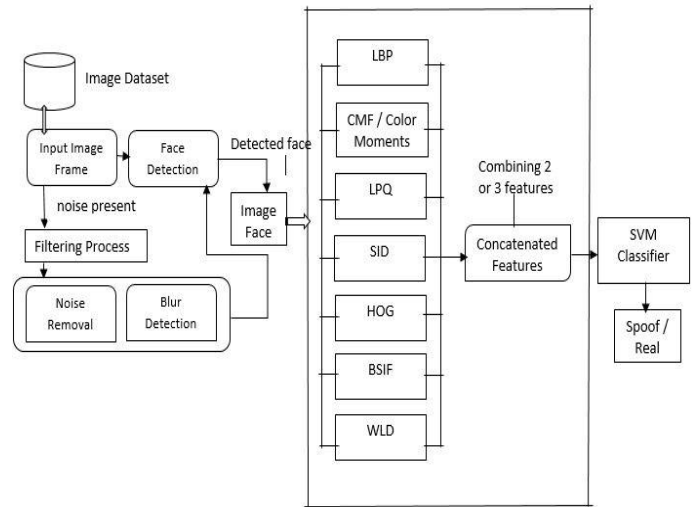 Image Dataset
Input Image
Frame
Face
Detection
noise present
Filtering Process
Noise
Removal
Blur
Detection
Detected face
Image
Face
LBP
CMF / Color
Moments
LPQ
SID
HOG
BSIF
WLD
Combining 2
or 3 features
Concatenated
Features
SVM
Classifier
Spoof /
Real